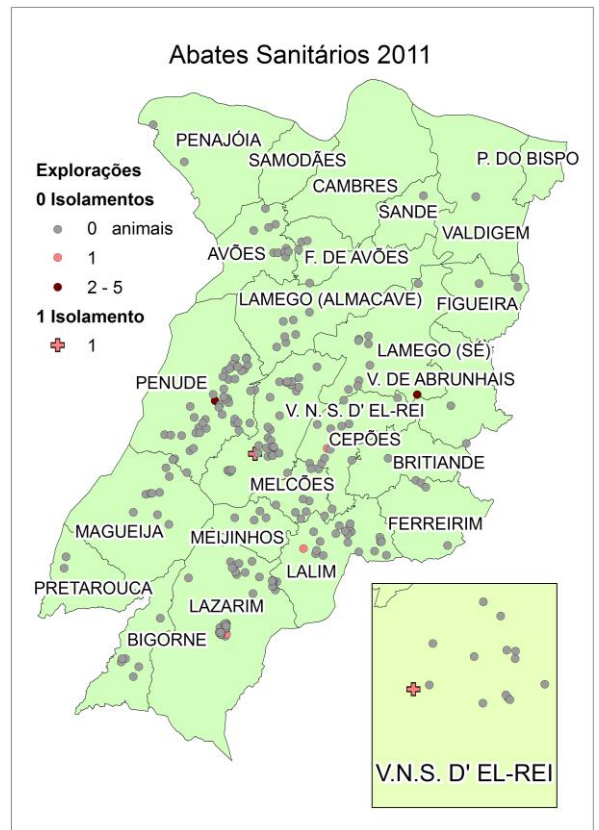 Abates Sanitários 2011
PENAJÓIA
SAMODÃES
P. DO BISPO
CAMBRES
Explorações
0 Isolamentos
0 animais
1
2 - 5
1 Isolamento
1
SANDE
VALDIGEM
AVÕES
F. DE AVÕES
LAMEGO (ALMACAVE)
FIGUEIRA
LAMEGO (SÉ)
PENUDE
V. DE ABRUNHAIS
V. N. S. D' EL-REI
CEPÕES
BRITIANDE
MELCÕES
MAGUEIJA
MEIJINHOS
FERREIRIM
LALIM
PRETAROUCA
LAZARIM
BIGORNE
V.N.S. D' EL-REI